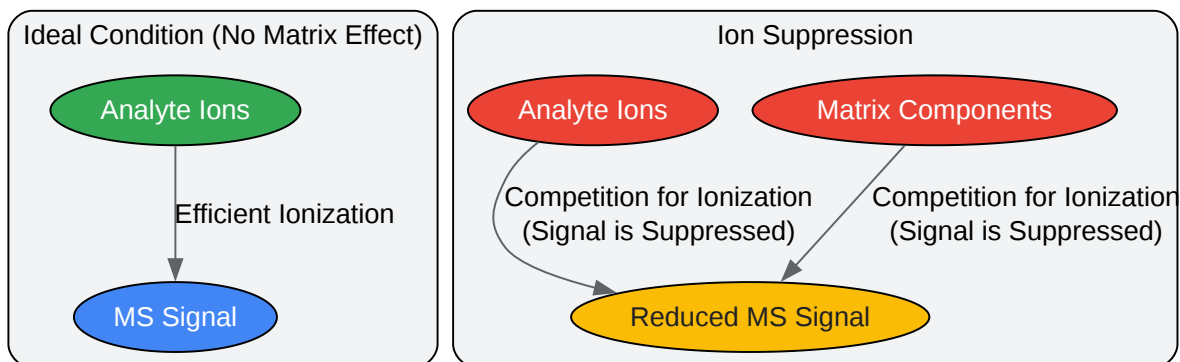 Ideal Condition (No Matrix Effect)
Analyte Ions
Efficient Ionization
MS Signal
Ion Suppression
Analyte Ions
Matrix Components
Competition for Ionization
(Signal is Suppressed)
Competition for Ionization
(Signal is Suppressed)
Reduced MS Signal